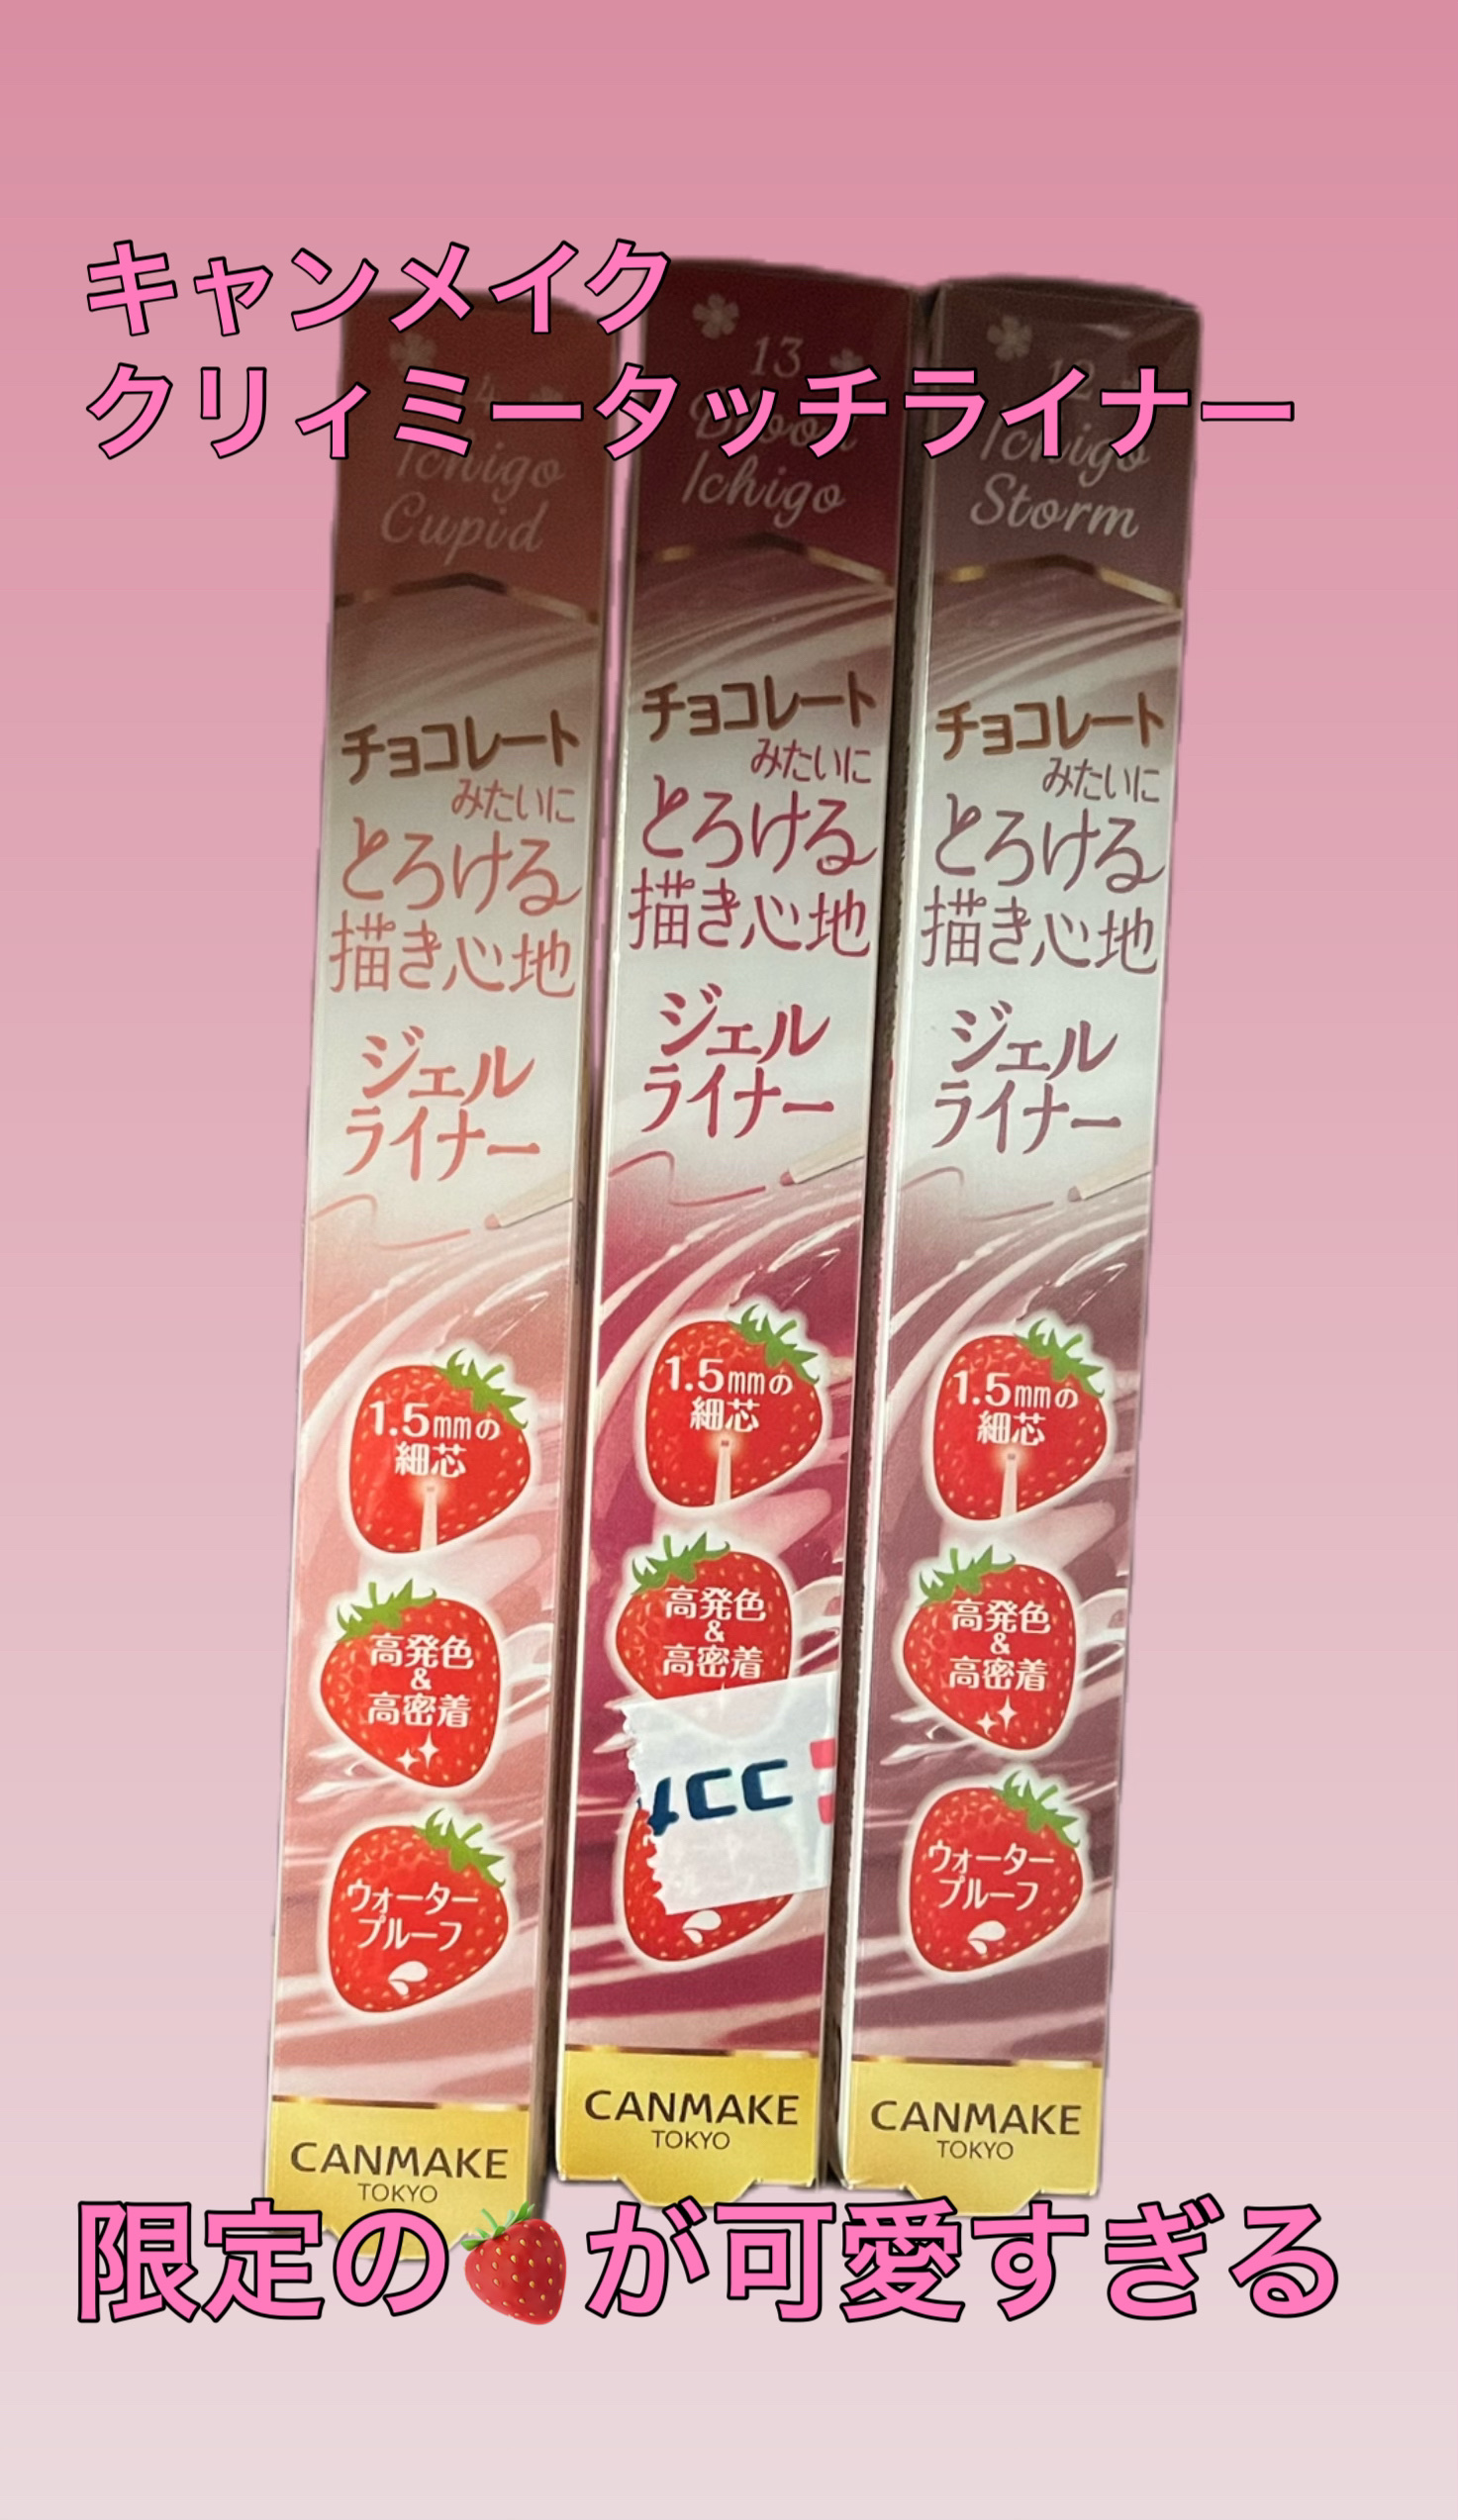 キャンメイク
クリィミータッチライナー
Ichigo
Cupid
チョコレート
みたいに
とろける
描き心地
ジェル
ライナー
1.5mmの
細芯
高発色
&
高密着
ウォーター
プルーフ
CANMAKE
TOKYO
13
Blood
Ichigo
チョコレート
みたいに
とろける
描き心地
ジェル
ライナー
1.5mmの
細芯
高発色
&
高密着
CANMAKE
TOKYO
12
Ichigo
Storm
チョコレート
みたいに
とろける
描き心地
ジェル
ライナー
1.5mmの
細芯
高発色
&
高密着
ウォーター
プルーフ
CANMAKE
TOKYO
限定の🍓が可愛すぎる